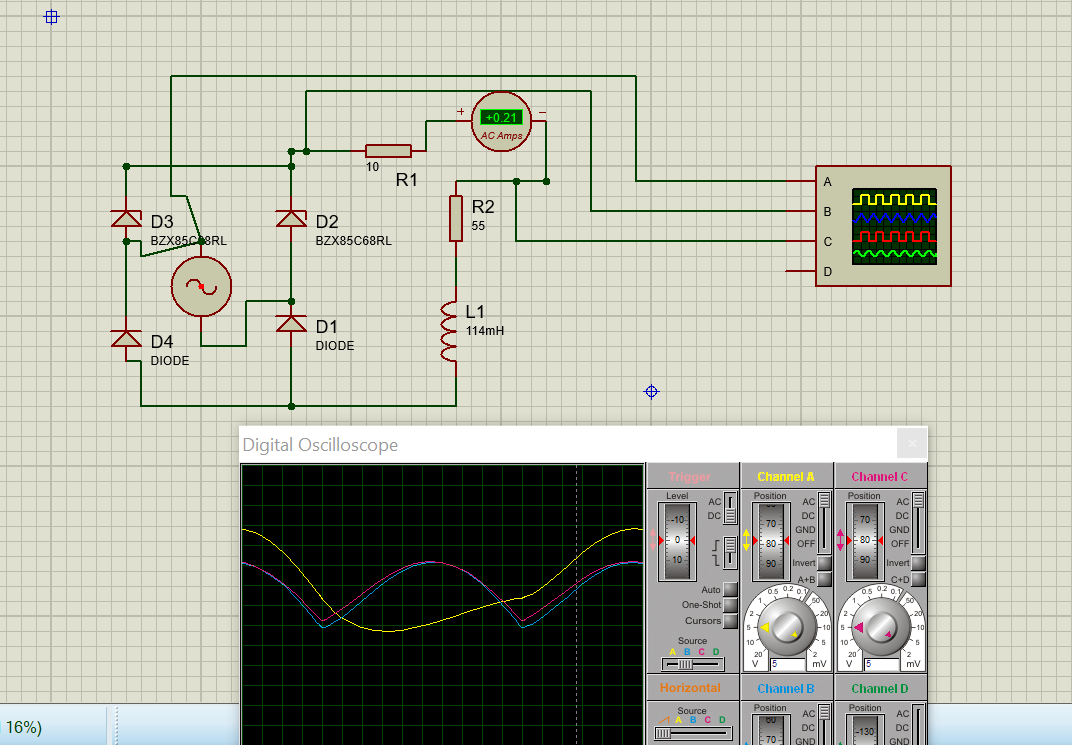 +
+0.21
−
AC Amps
10
R1
A
B
C
D
D3
BZX85C68RL
D2
BZX85C68RL
R2
55
L1
114mH
D4
DIODE
D1
DIODE
Digital Oscilloscope
x
Trigger
Level
-10
0
10
AC
DC
Auto
One-Shot
Cursors
Source
A B C D
Horizontal
Source
A B C D
Channel A
Position
70
80
90
AC
DC
GND
OFF
Invert
A+B
20 10 5 2 1 0.5 0.2 0.1 50 20 10 5 2
V 5 mV
Channel C
Position
70
80
90
AC
DC
GND
OFF
Invert
C+D
20 10 5 2 1 0.5 0.2 0.1 50 20 10 5 2
V 5 mV
Channel B
Position
60
70
AC
DC
GND
Channel D
Position
-130
AC
DC
GND
16%)